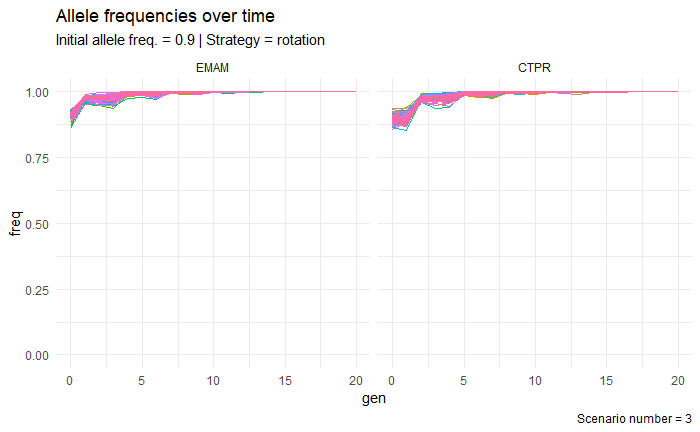 Allele frequencies over time
Initial allele freq. = 0.9 | Strategy = rotation
EMAM
CTPR
1.00
0.75
0.50
0.25
0.00
freq
0 5 10 15 20
0 5 10 15 20
gen
Scenario number = 3